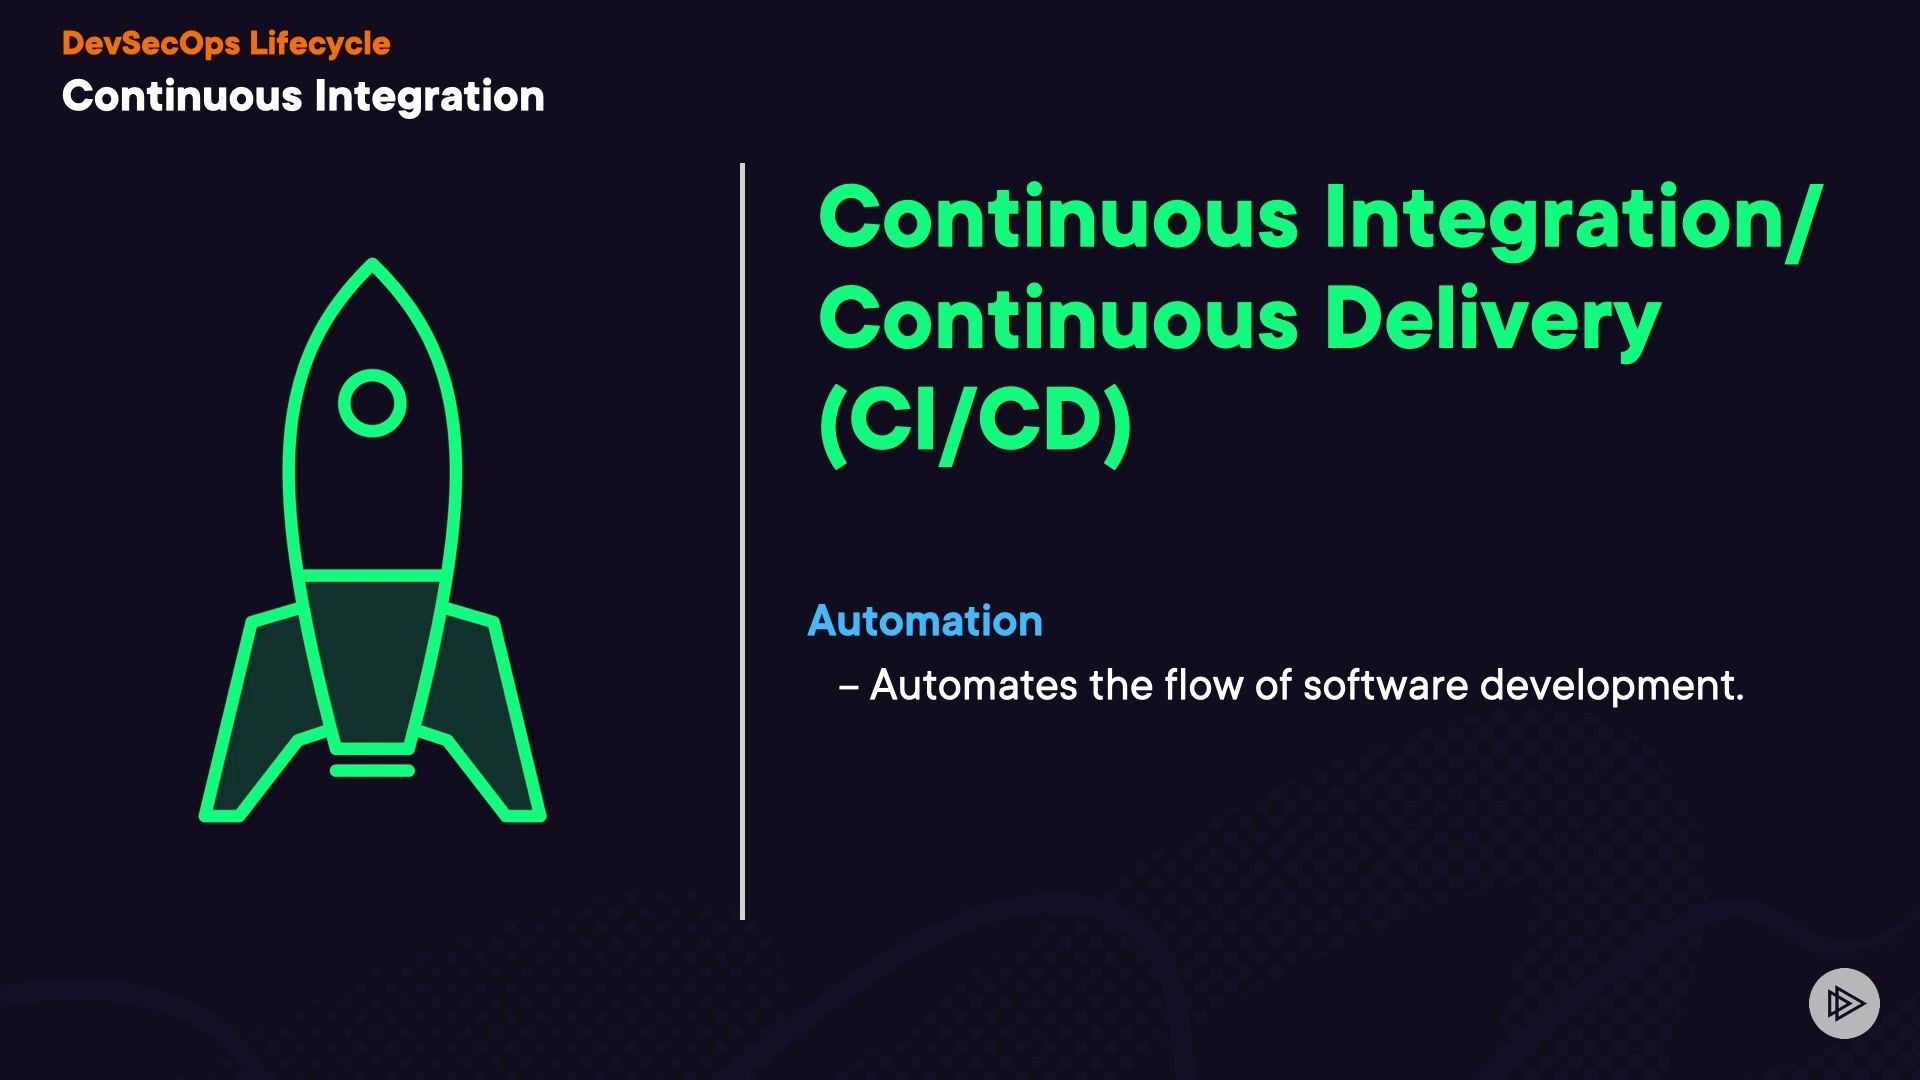 DevSecOps Lifecycle
Continuous Integration
Continuous Integration/
Continuous Delivery
(CI/CD)
Automation
– Automates the flow of software development.